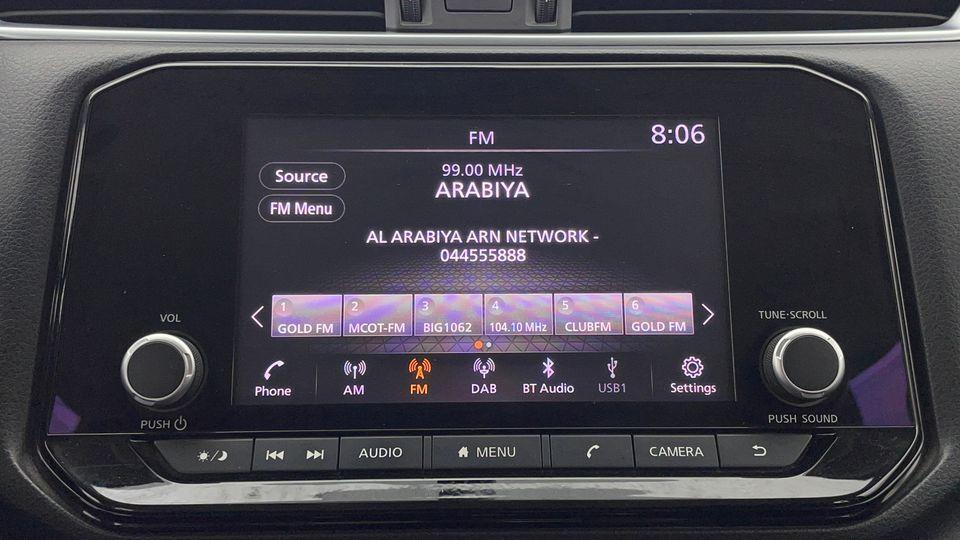 FM
8:06
Source
99.00 MHz
ARABIYA
FM Menu
AL ARABIYA ARN NETWORK -
044555888
1 2 3 4 5 6
GOLD FM MCOT-FM BIG1062 104.10 MHz CLUBFM GOLD FM
Phone AM FM DAB BT Audio USB1 Settings
VOL
PUSH
TUNE·SCROLL
PUSH SOUND
AUDIO MENU CAMERA